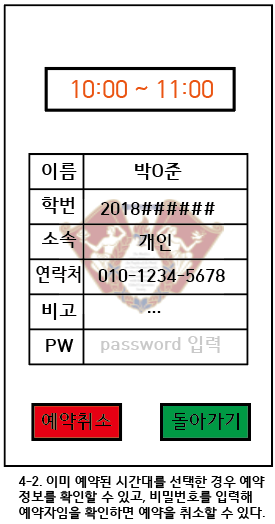 10:00 ~ 11:00
이름 박O준
학번 2018######
소속 개인
연락처 010-1234-5678
비고 ...
PW password 입력
예약취소 돌아가기
4-2. 이미 예약된 시간대를 선택한 경우 예약
정보를 확인할 수 있고, 비밀번호를 입력해
예약자임을 확인하면 예약을 취소할 수 있다.